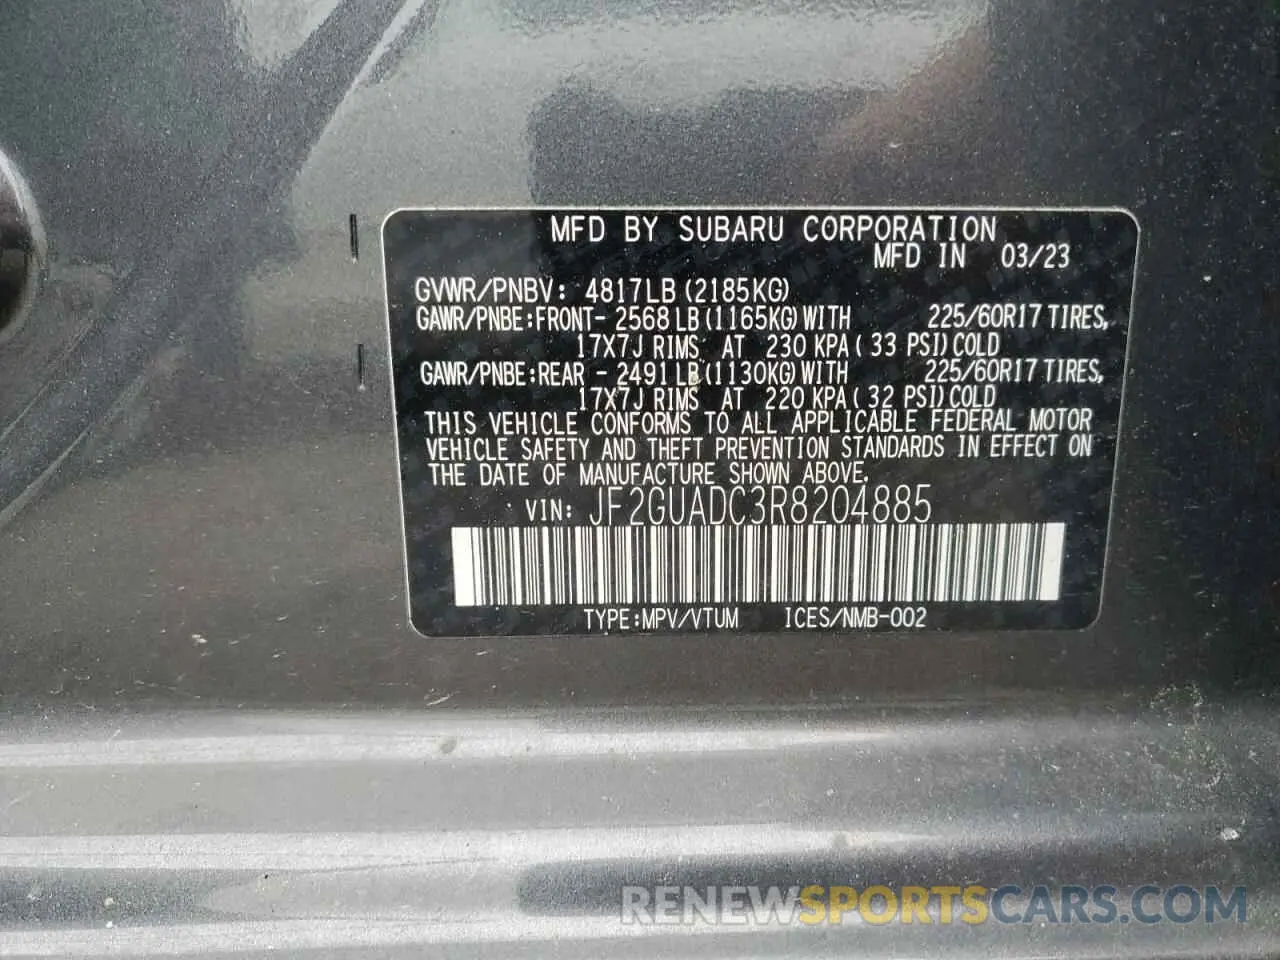 MFD BY SUBARU CORPORATION
MFD IN 03/23
GVWR/PNBV: 4817LB (2185KG)
GAWR/PNBE:FRONT- 2568 LB (1165KG) WITH 225/60R17 TIRES,
17X7J RIMS AT 230 KPA ( 33 PSI) COLD
GAWR/PNBE:REAR - 2491 LB (1130KG) WITH 225/60R17 TIRES,
17X7J RIMS AT 220 KPA ( 32 PSI) COLD
THIS VEHICLE CONFORMS TO ALL APPLICABLE FEDERAL MOTOR
VEHICLE SAFETY AND THEFT PREVENTION STANDARDS IN EFFECT ON
THE DATE OF MANUFACTURE SHOWN ABOVE.
VIN: JF2GUADC3R8204885
TYPE:MPV/VTUM ICES/NMB-002
RENEWSPORTSCARS.COM